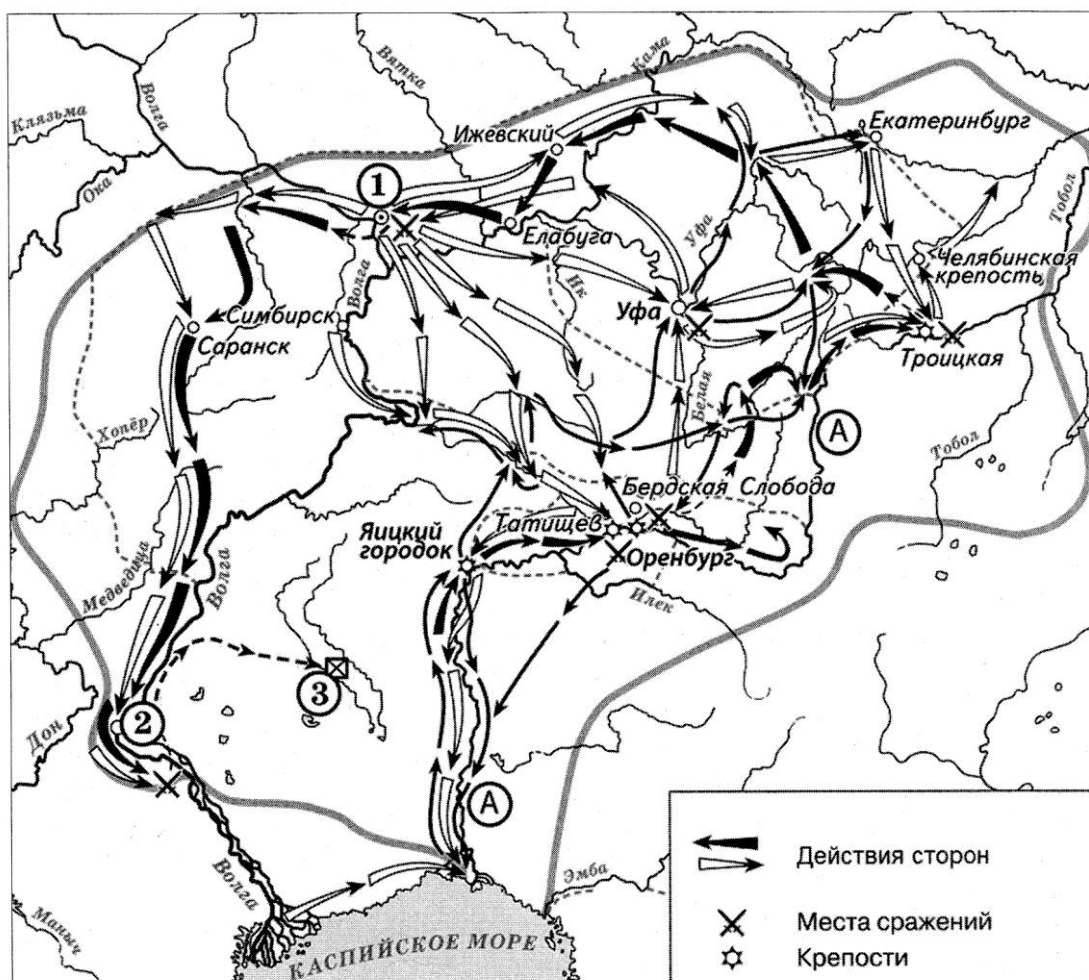 Клязьма
Волга
Вятка
Кама
Ока
Ижевский
Екатеринбург
1
Елабуга
Уфа
Тобол
Челябинская
крепость
Волга
Ик
Симбирск
Саранск
Уфа
Троицкая
Белая
Хопёр
А
Тобол
Бердская Слобода
Татищев
Яицкий
городок
Оренбург
Медведица
Волга
Илек
3
2
Дон
А
Волга
Эмба
Маныч
КАСПИЙСКОЕ МОРЕ
Действия сторон
Места сражений
Крепости